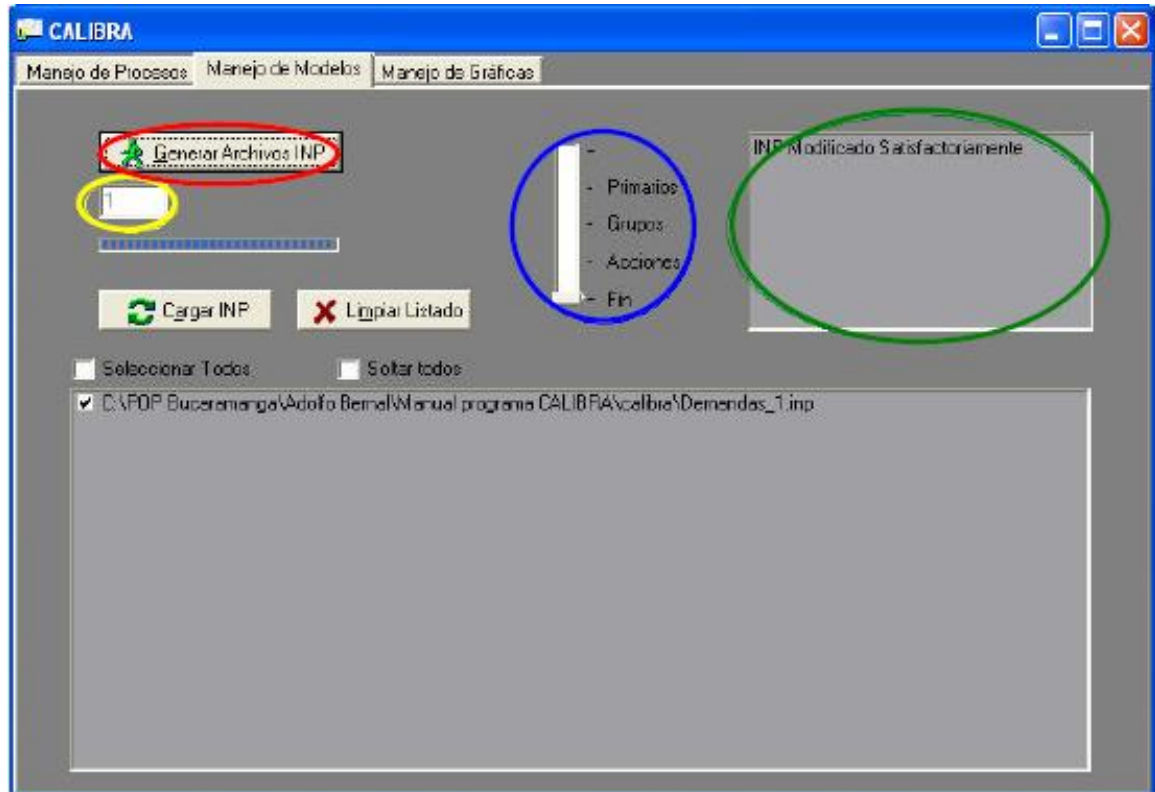 CALIBRA
Manejo de Procesos Manejo de Modelos Manejo de Gráficas
Generar Archivos INP
1
INP Modificado Satisfactoriamente
- 
- Primarios
- Grupos
- Acciones
- Fin
Cargar INP Limpiar Listado
Seleccionar Todos Soltar todos
C:\POP Bucaramanga\Adolfo Bernal\Manual programa CALIBRA\calibra\Demandas_1.inp